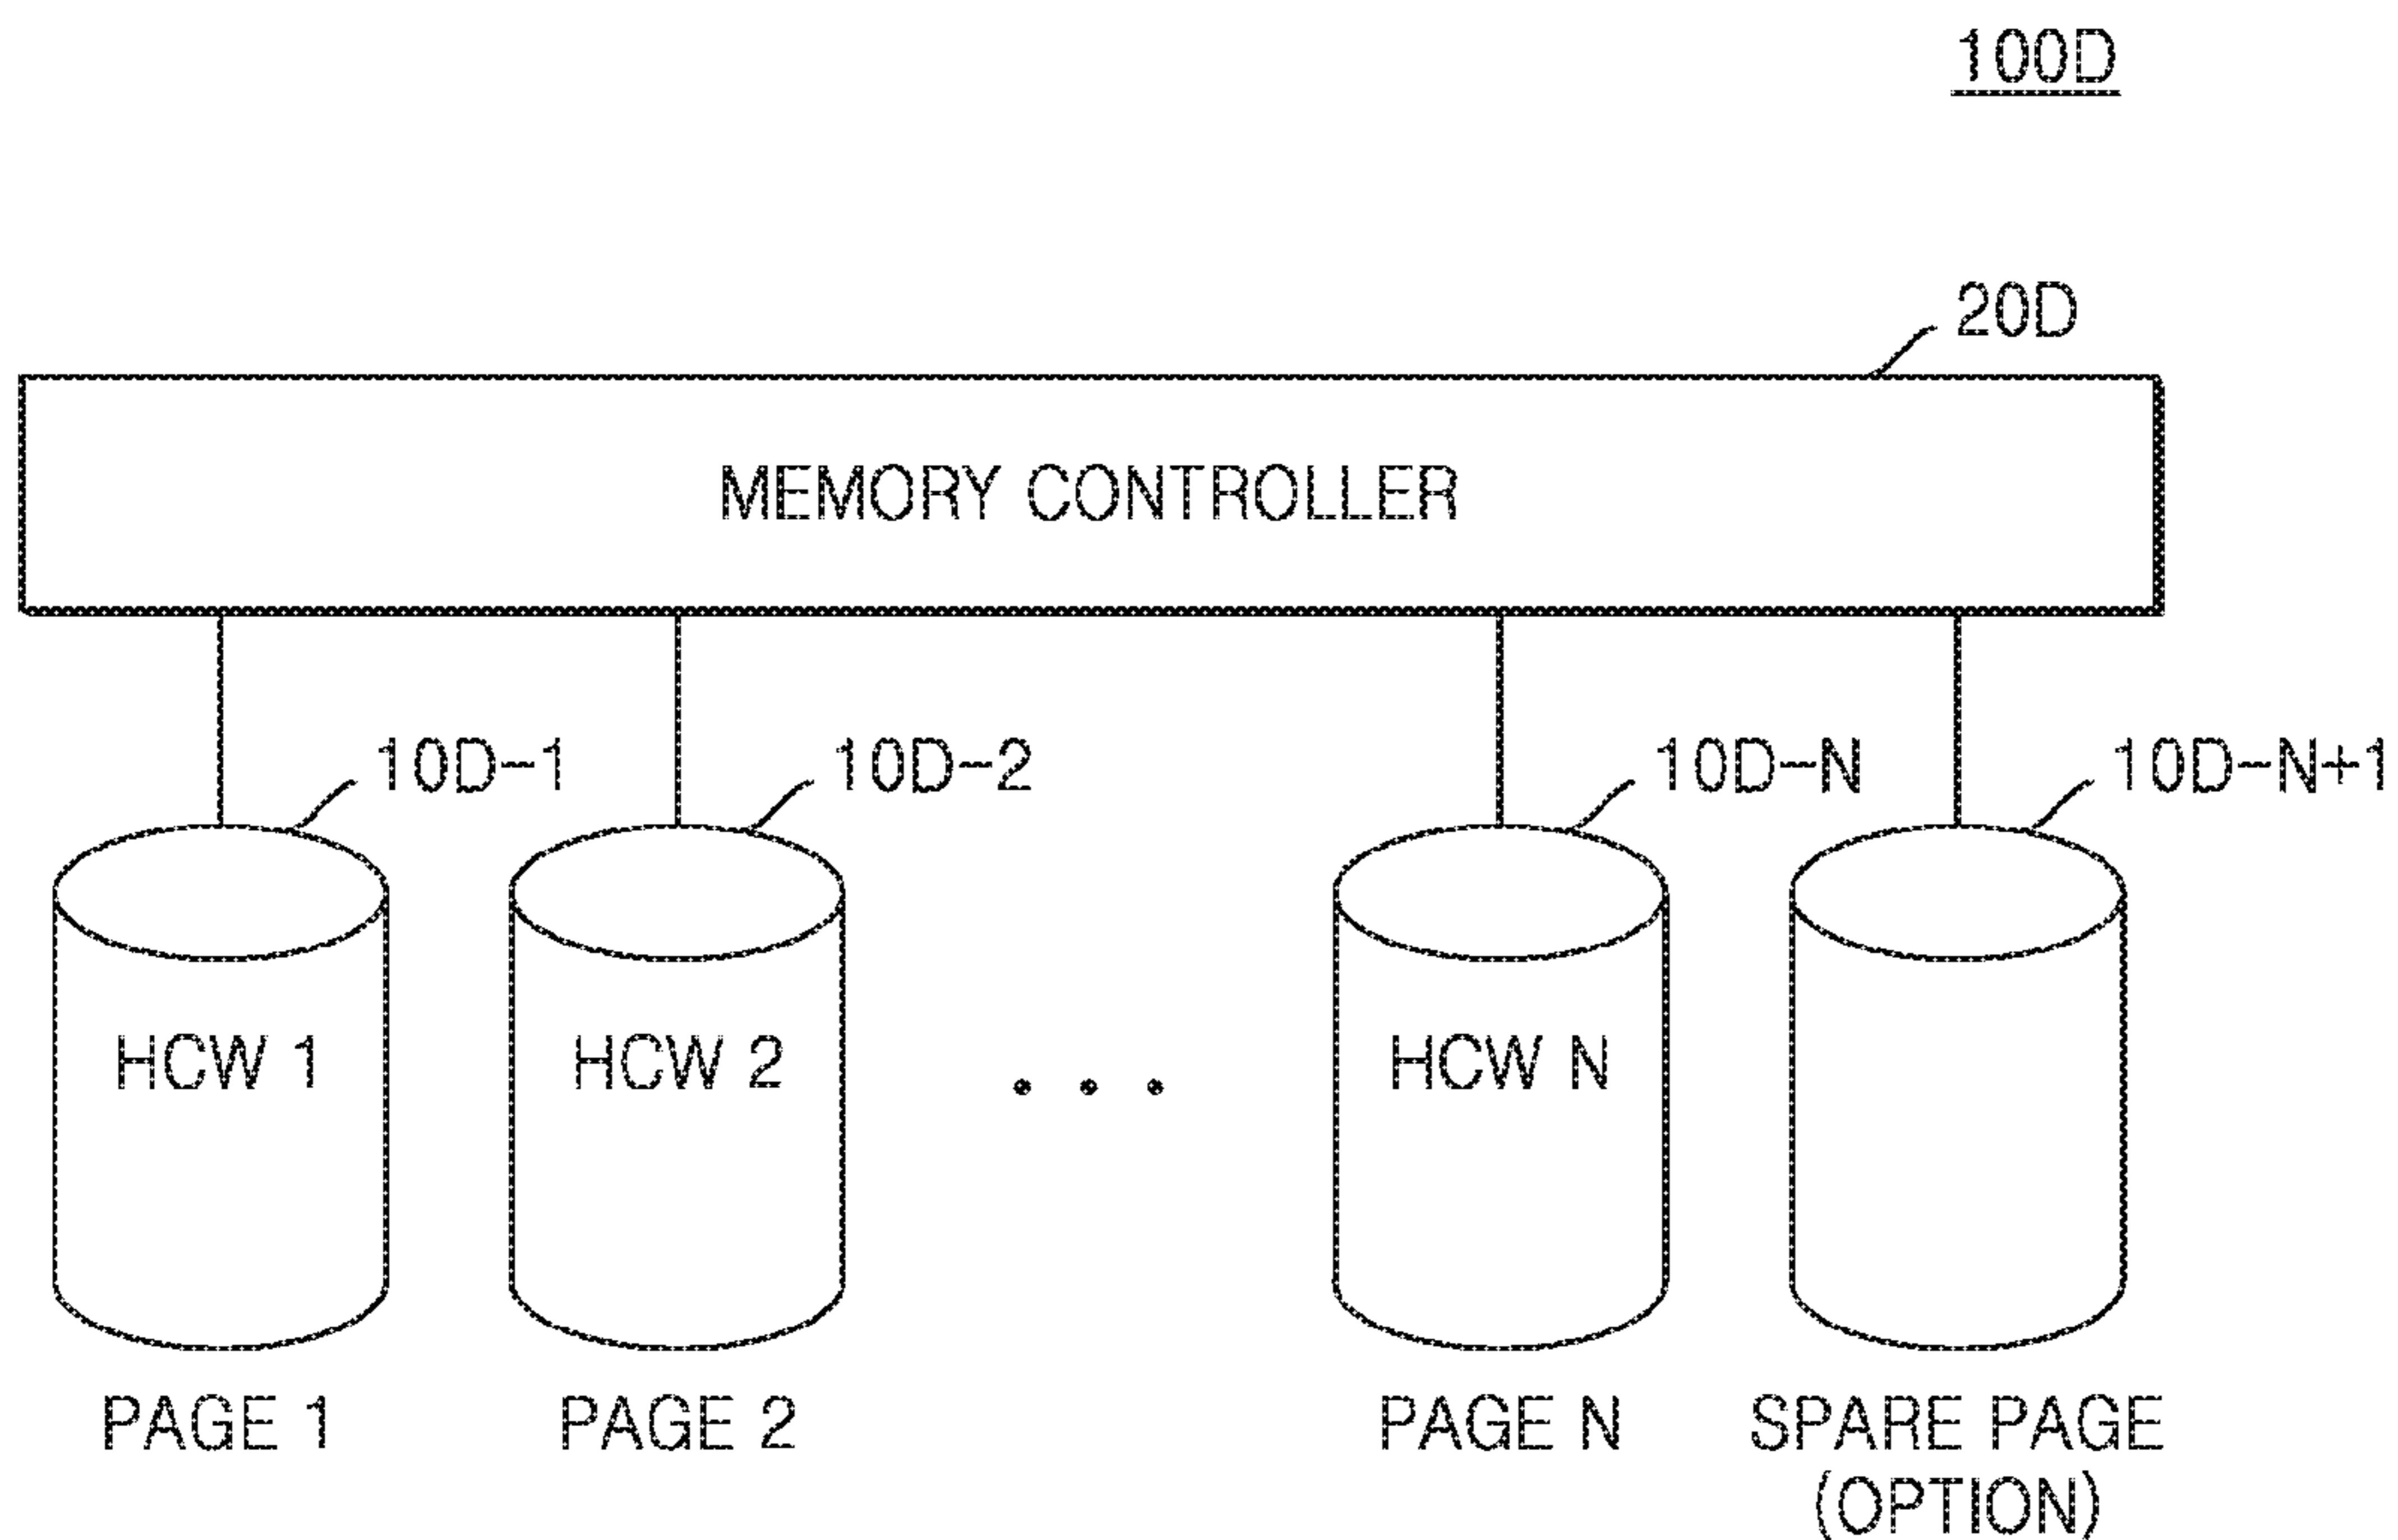 100D
20D
MEMORY CONTROLLER
10D-1
10D-2
10D-N
10D-N+1
HCW 1
HCW 2
. . .
HCW N
PAGE 1
PAGE 2
PAGE N
SPARE PAGE
(OPTION)